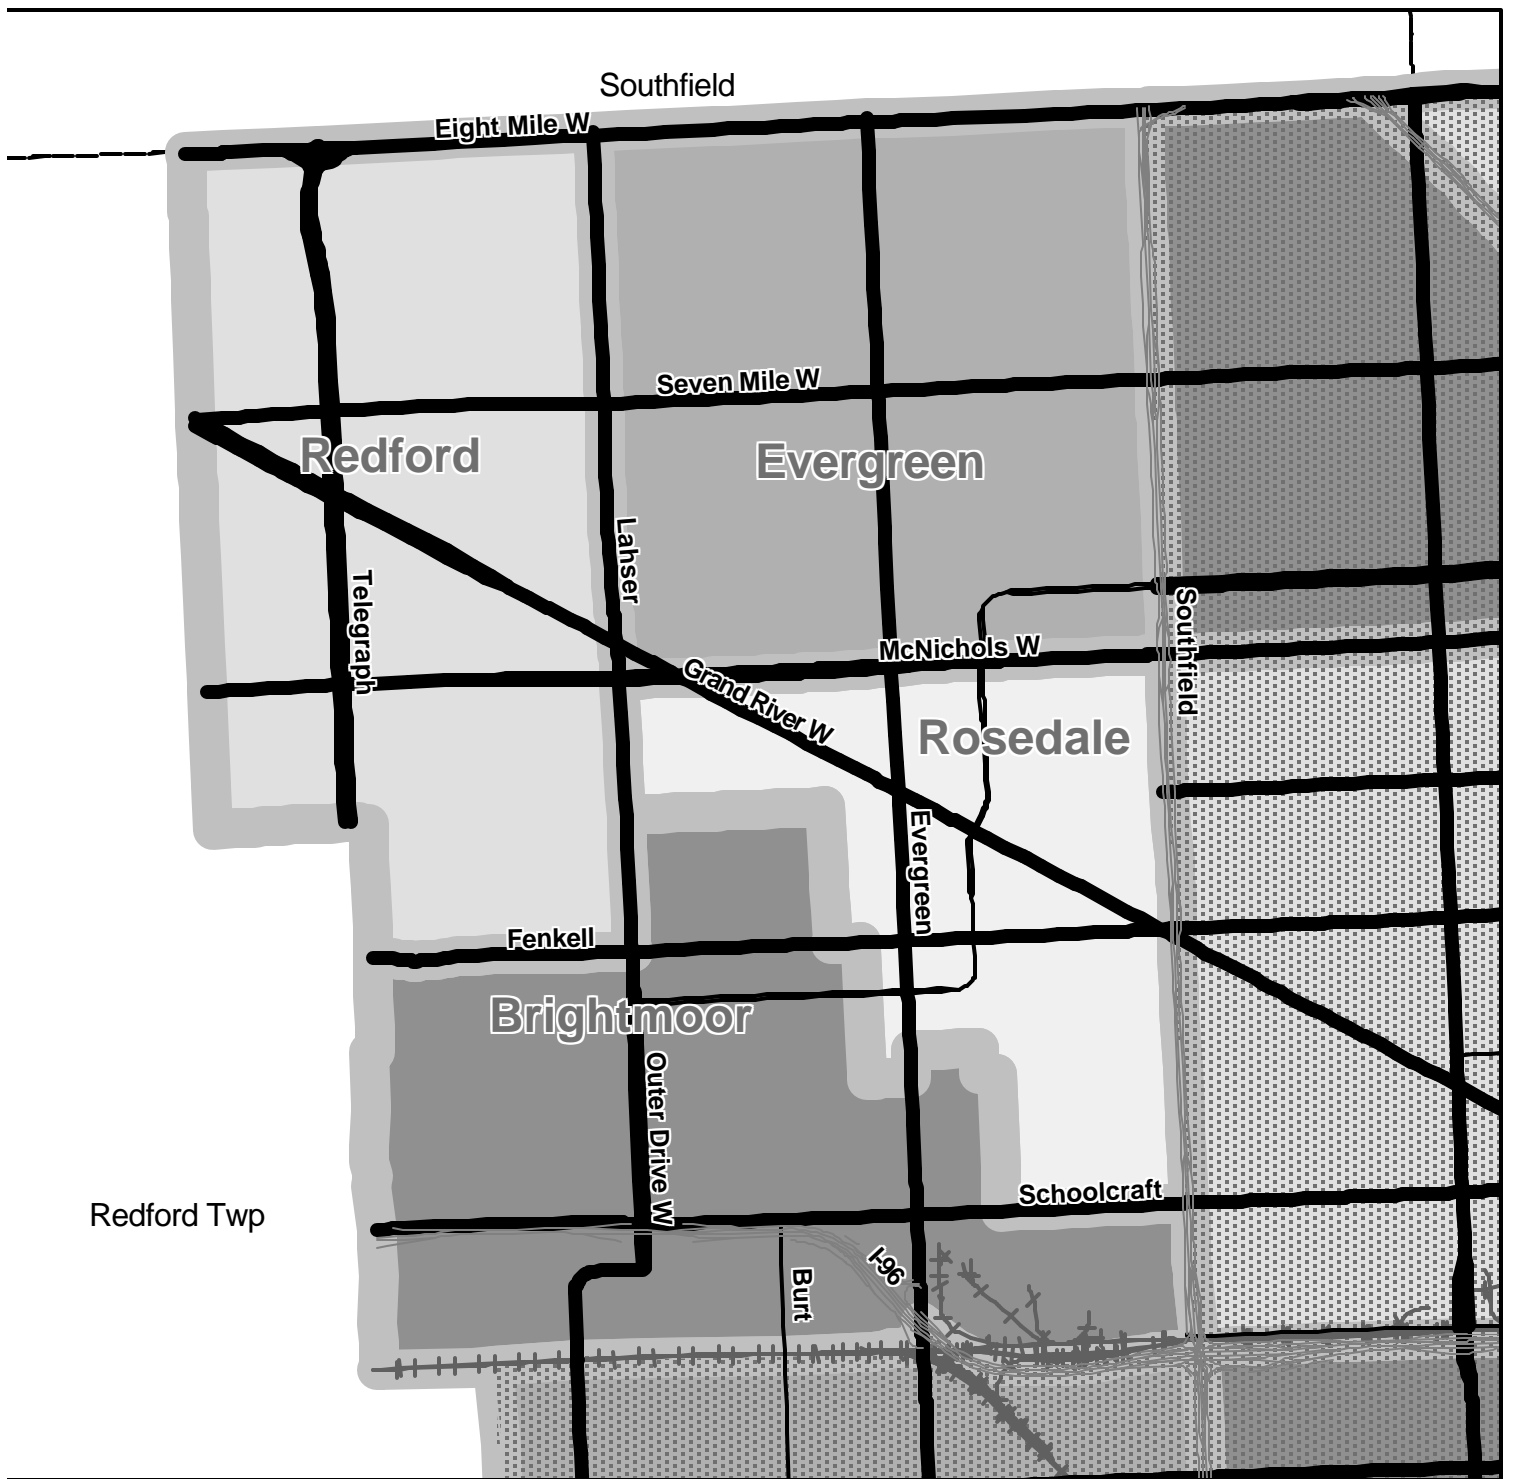 Southfield
Eight Mile W
Seven Mile W
Redford
Evergreen
Lahser
Telegraph
Southfield
McNichols W
Grand River W
Rosedale
Evergreen
Fenkell
Brightmoor
Outer Drive W
Schoolcraft
Redford Twp
I-96
Burt